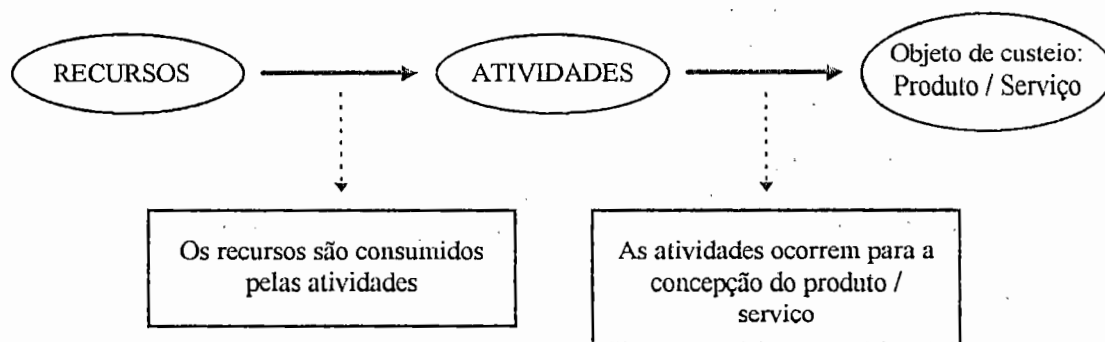 RECURSOS
ATIVIDADES
Objeto de custeio:
Produto / Serviço
Os recursos são consumidos
pelas atividades
As atividades ocorrem para a
concepção do produto /
serviço